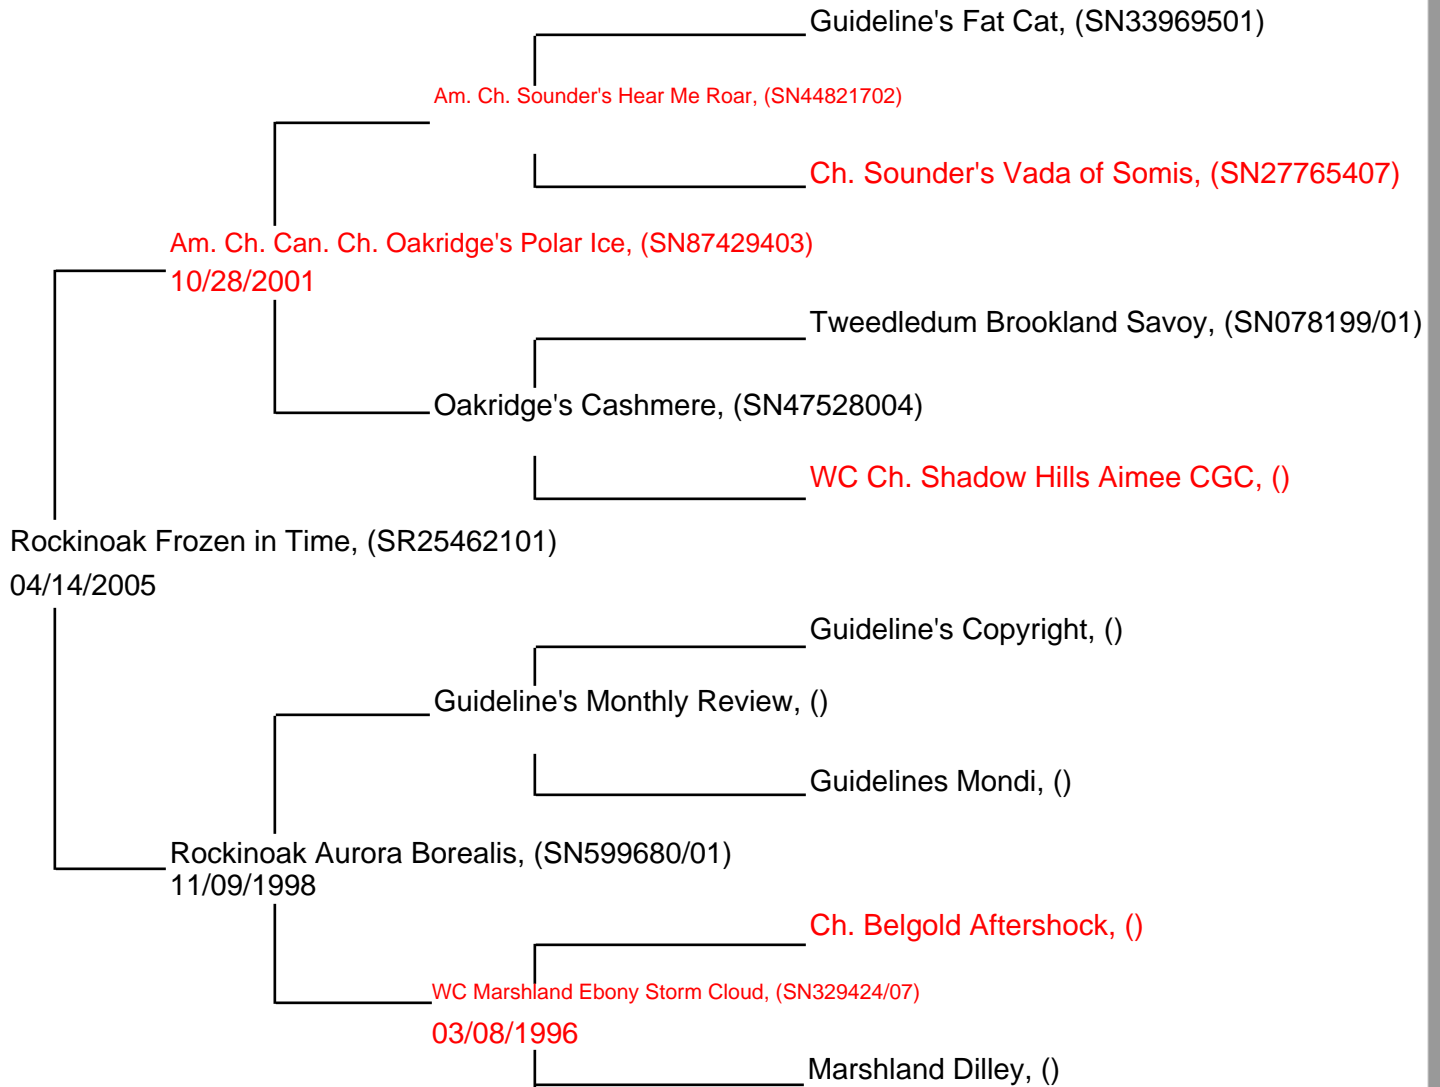 Guideline's Fat Cat, (SN33969501)
Am. Ch. Sounder's Hear Me Roar, (SN44821702)
Ch. Sounder's Vada of Somis, (SN27765407)
Am. Ch. Can. Ch. Oakridge's Polar Ice, (SN87429403)
10/28/2001
Tweedledum Brookland Savoy, (SN078199/01)
Oakridge's Cashmere, (SN47528004)
WC Ch. Shadow Hills Aimee CGC, ()
Rockinoak Frozen in Time, (SR25462101)
04/14/2005
Guideline's Copyright, ()
Guideline's Monthly Review, ()
Guidelines Mondi, ()
Rockinoak Aurora Borealis, (SN599680/01)
11/09/1998
Ch. Belgold Aftershock, ()
WC Marshland Ebony Storm Cloud, (SN329424/07)
03/08/1996
Marshland Dilley, ()